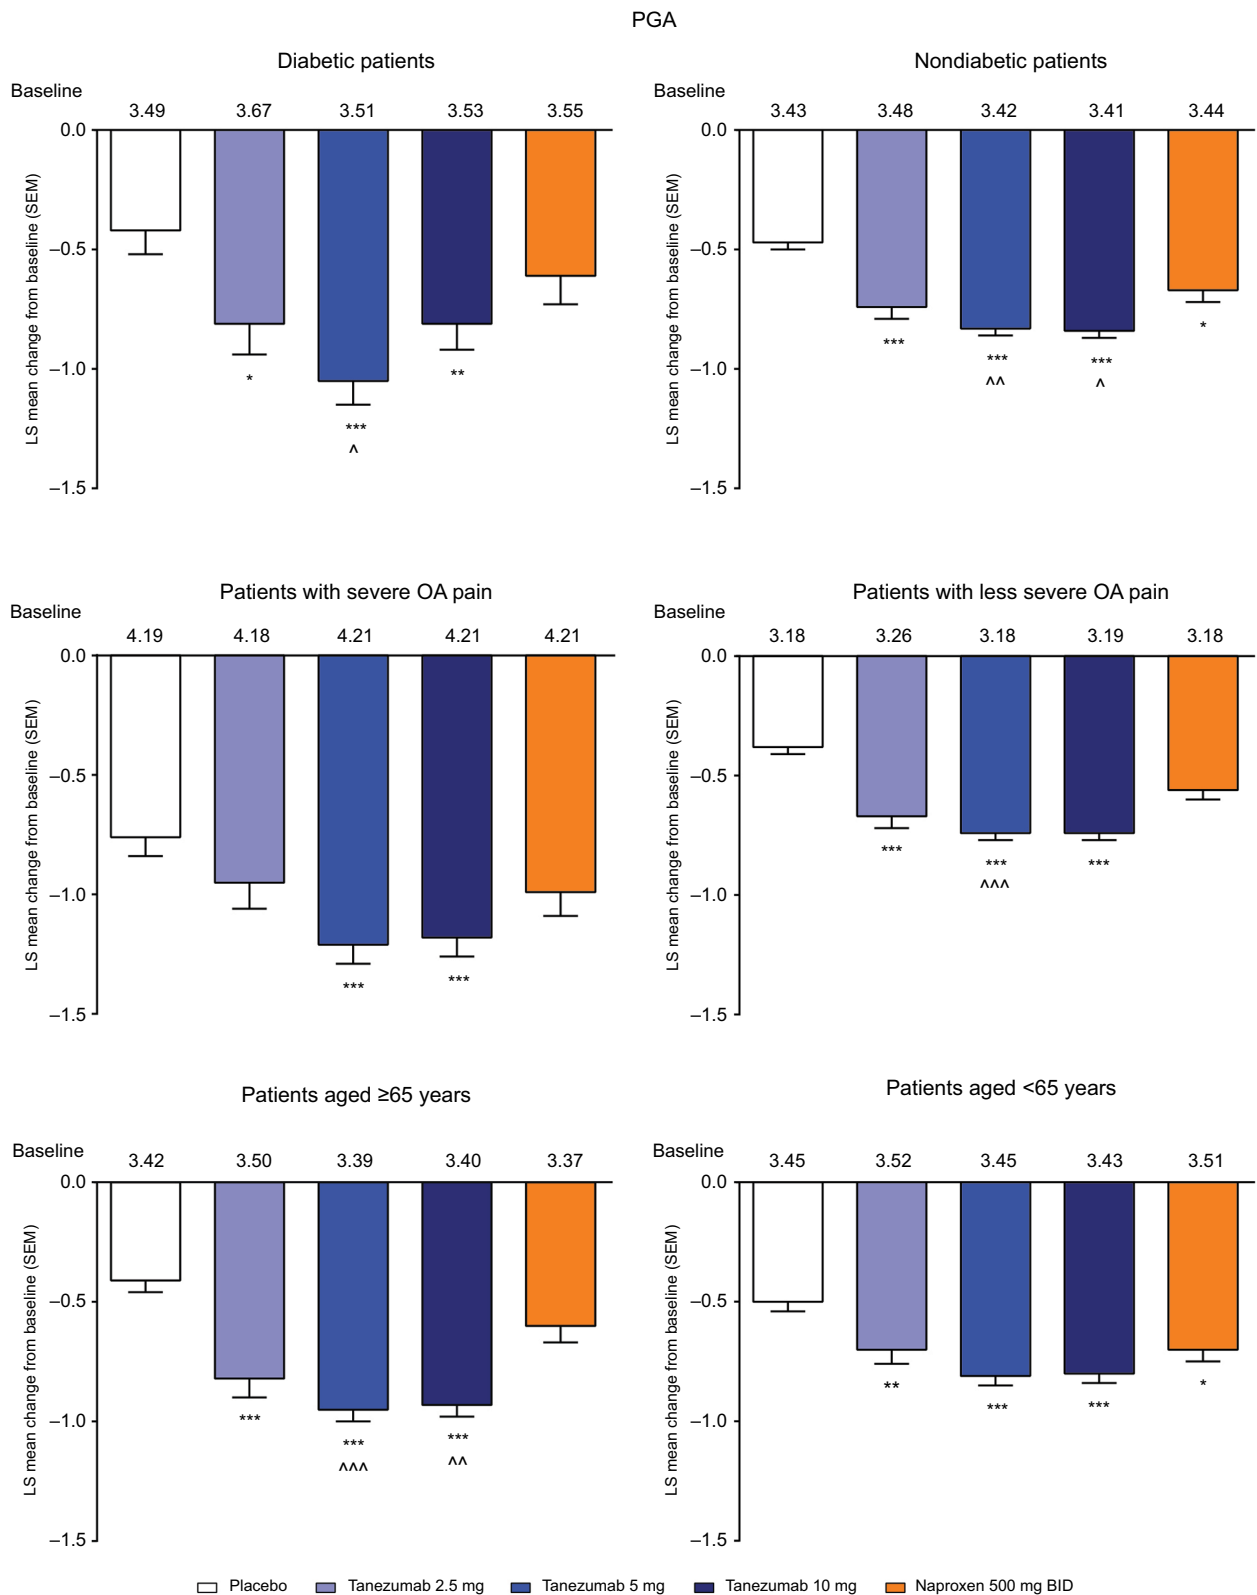 PGA
Diabetic patients
Baseline
3.49 3.67 3.51 3.53 3.55
0.0
–0.5
–1.0
–1.5
LS mean change from baseline (SEM)
*
***
^
**
Nondiabetic patients
Baseline
3.43 3.48 3.42 3.41 3.44
0.0
–0.5
–1.0
–1.5
LS mean change from baseline (SEM)
***
***
^^
***
^
*
Patients with severe OA pain
Baseline
4.19 4.18 4.21 4.21 4.21
0.0
–0.5
–1.0
–1.5
LS mean change from baseline (SEM)
***
***
Patients with less severe OA pain
Baseline
3.18 3.26 3.18 3.19 3.18
0.0
–0.5
–1.0
–1.5
LS mean change from baseline (SEM)
***
***
^^^
***
Patients aged ≥65 years
Baseline
3.42 3.50 3.39 3.40 3.37
0.0
–0.5
–1.0
–1.5
LS mean change from baseline (SEM)
***
***
^^^
***
^^
Patients aged <65 years
Baseline
3.45 3.52 3.45 3.43 3.51
0.0
–0.5
–1.0
–1.5
LS mean change from baseline (SEM)
**
***
***
*
Placebo Tanezumab 2.5 mg Tanezumab 5 mg Tanezumab 10 mg Naproxen 500 mg BID